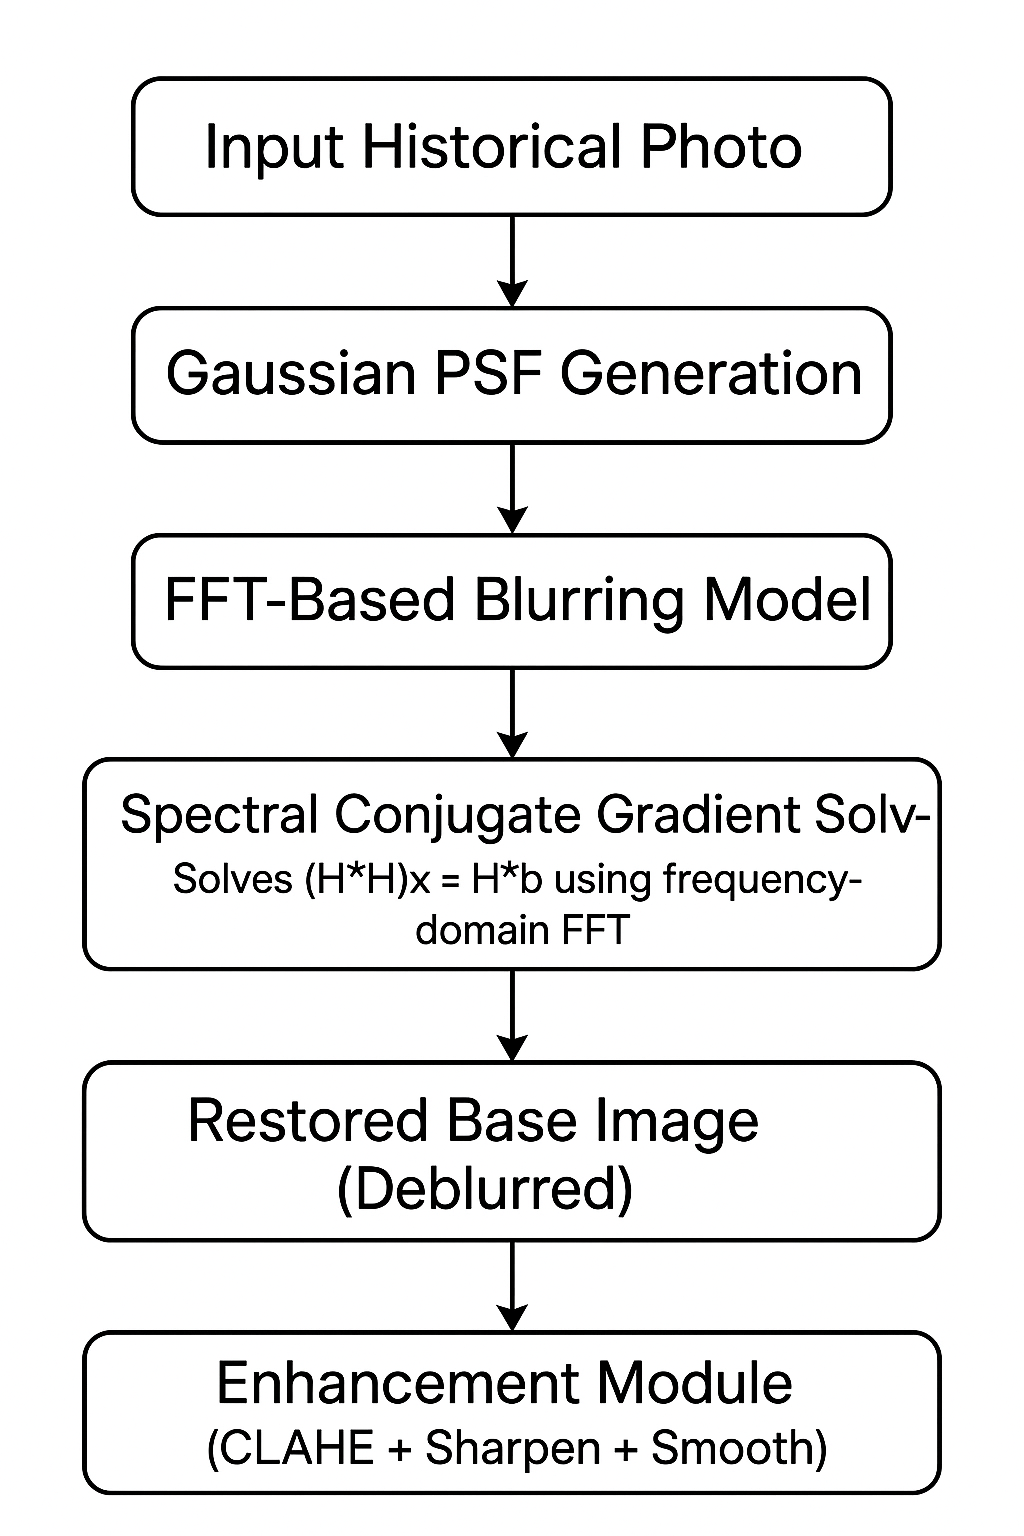 Input Historical Photo
Gaussian PSF Generation
FFT-Based Blurring Model
Spectral Conjugate Gradient Solv-
Solves (H*H)x = H*b using frequency-
domain FFT
Restored Base Image
(Deblurred)
Enhancement Module
(CLAHE + Sharpen + Smooth)